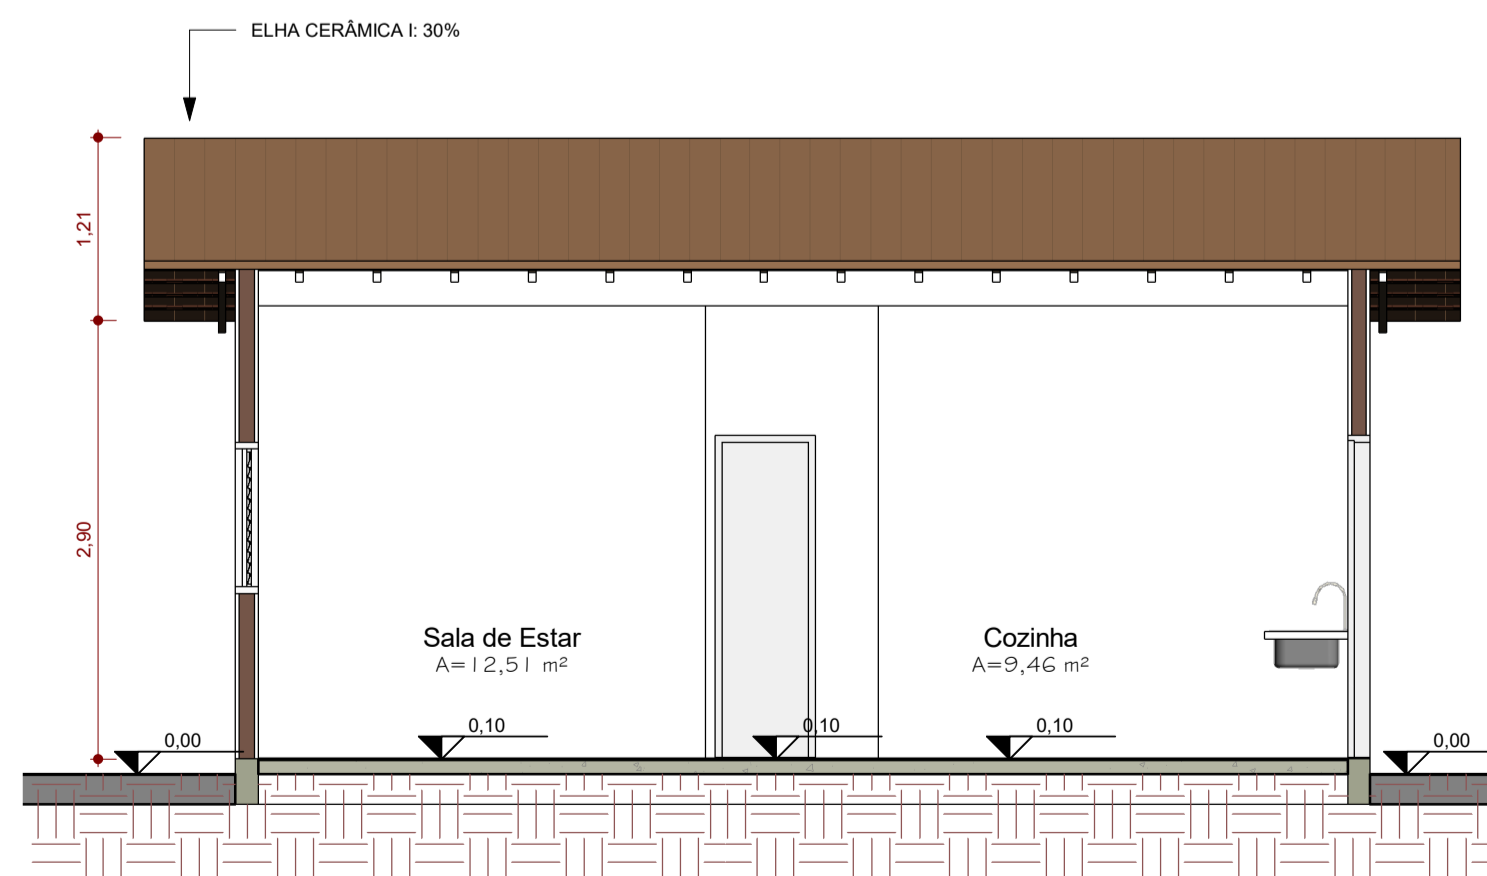 ELHA CERÂMICA I: 30%
1,21
2,90
Sala de Estar
A=12,51 m²
Cozinha
A=9,46 m²
0,00
0,10
0,10
0,10
0,00